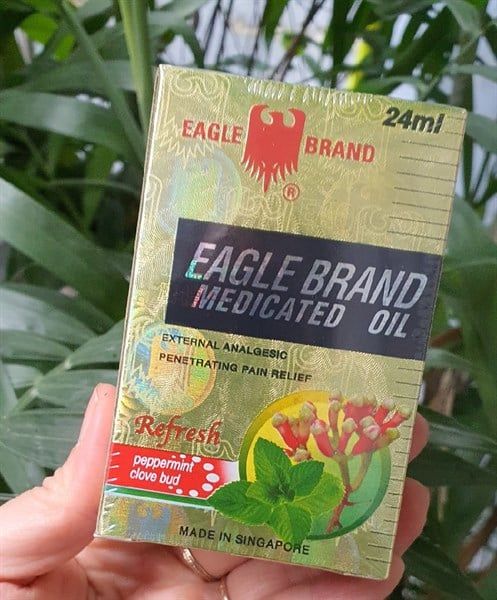 24ml
EAGLE BRAND
®
EAGLE BRAND
MEDICATED OIL
EXTERNAL ANALGESIC
PENETRATING PAIN RELIEF
Refresh
peppermint
clove bud
MADE IN SINGAPORE